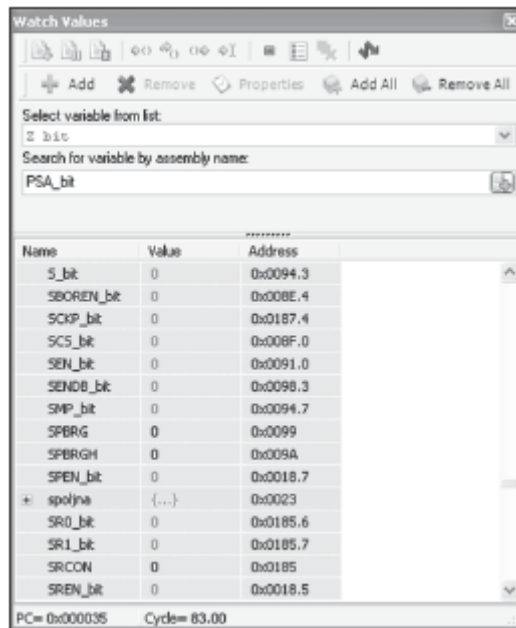 Watch Values
Add Remove Properties Add All Remove All
Select variable from list:
Z bit
Search for variable by assembly name:
PSA_bit
Name Value Address
S_bit 0 0x0094.3
SBOREN_bit 0 0x008E.4
SCKP_bit 0 0x0187.4
SCS_bit 0 0x008F.0
SEN_bit 0 0x0091.0
SENDB_bit 0 0x0098.3
SMP_bit 0 0x0094.7
SPBRG 0 0x0099
SPBRGH 0 0x009A
SPEN_bit 0 0x0018.7
spoljna {...} 0x0023
SR0_bit 0 0x0185.6
SR1_bit 0 0x0185.7
SRCON 0 0x0185
SREN_bit 0 0x0018.5
PC= 0x000035 Cycle= 83.00